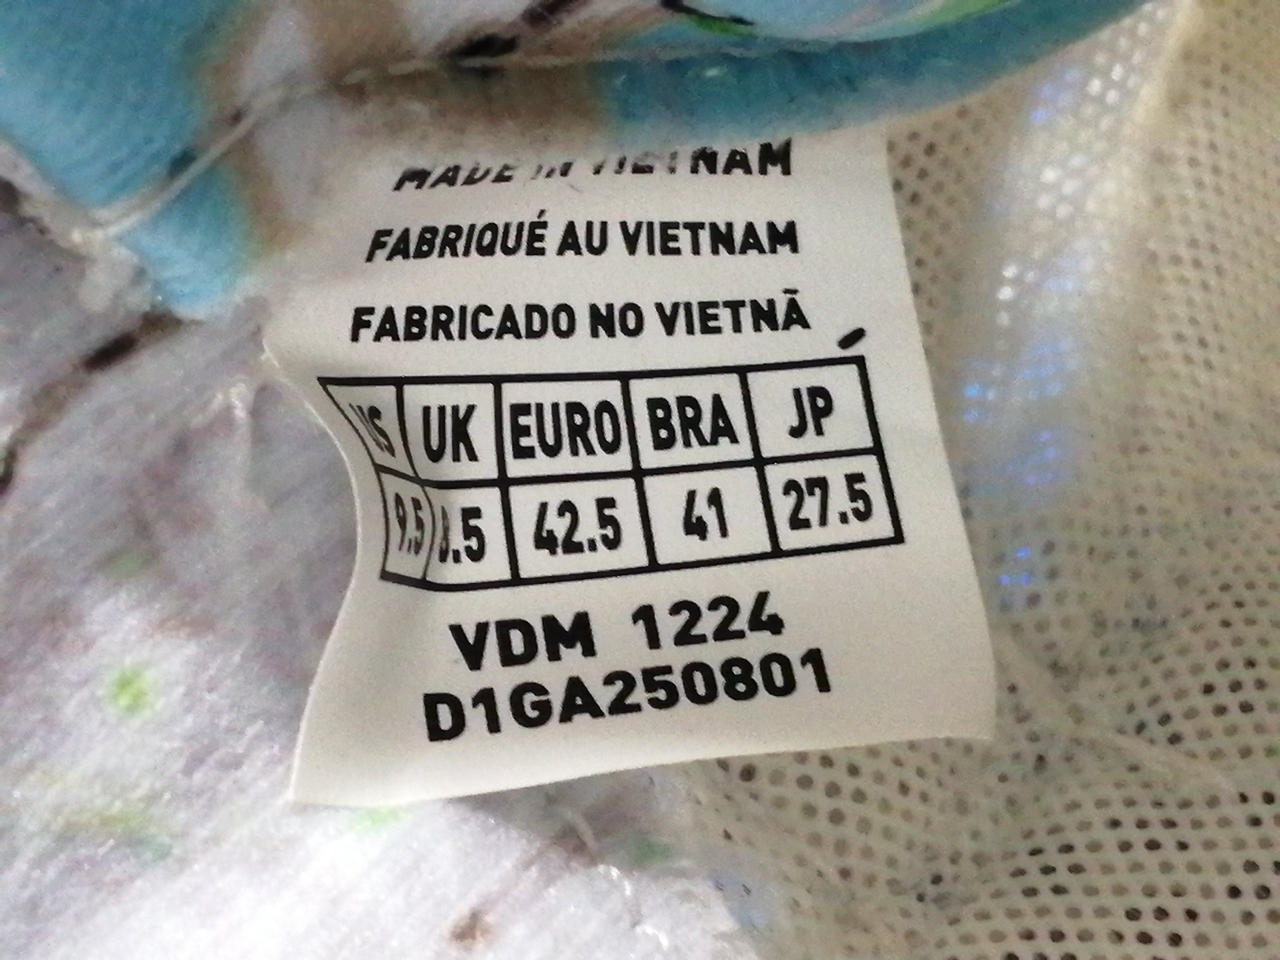 MADE IN VIETNAM
FABRIQUÉ AU VIETNAM
FABRICADO NO VIETNÃ
US UK EURO BRA JP
9.5 8.5 42.5 41 27.5
VDM 1224
D1GA250801